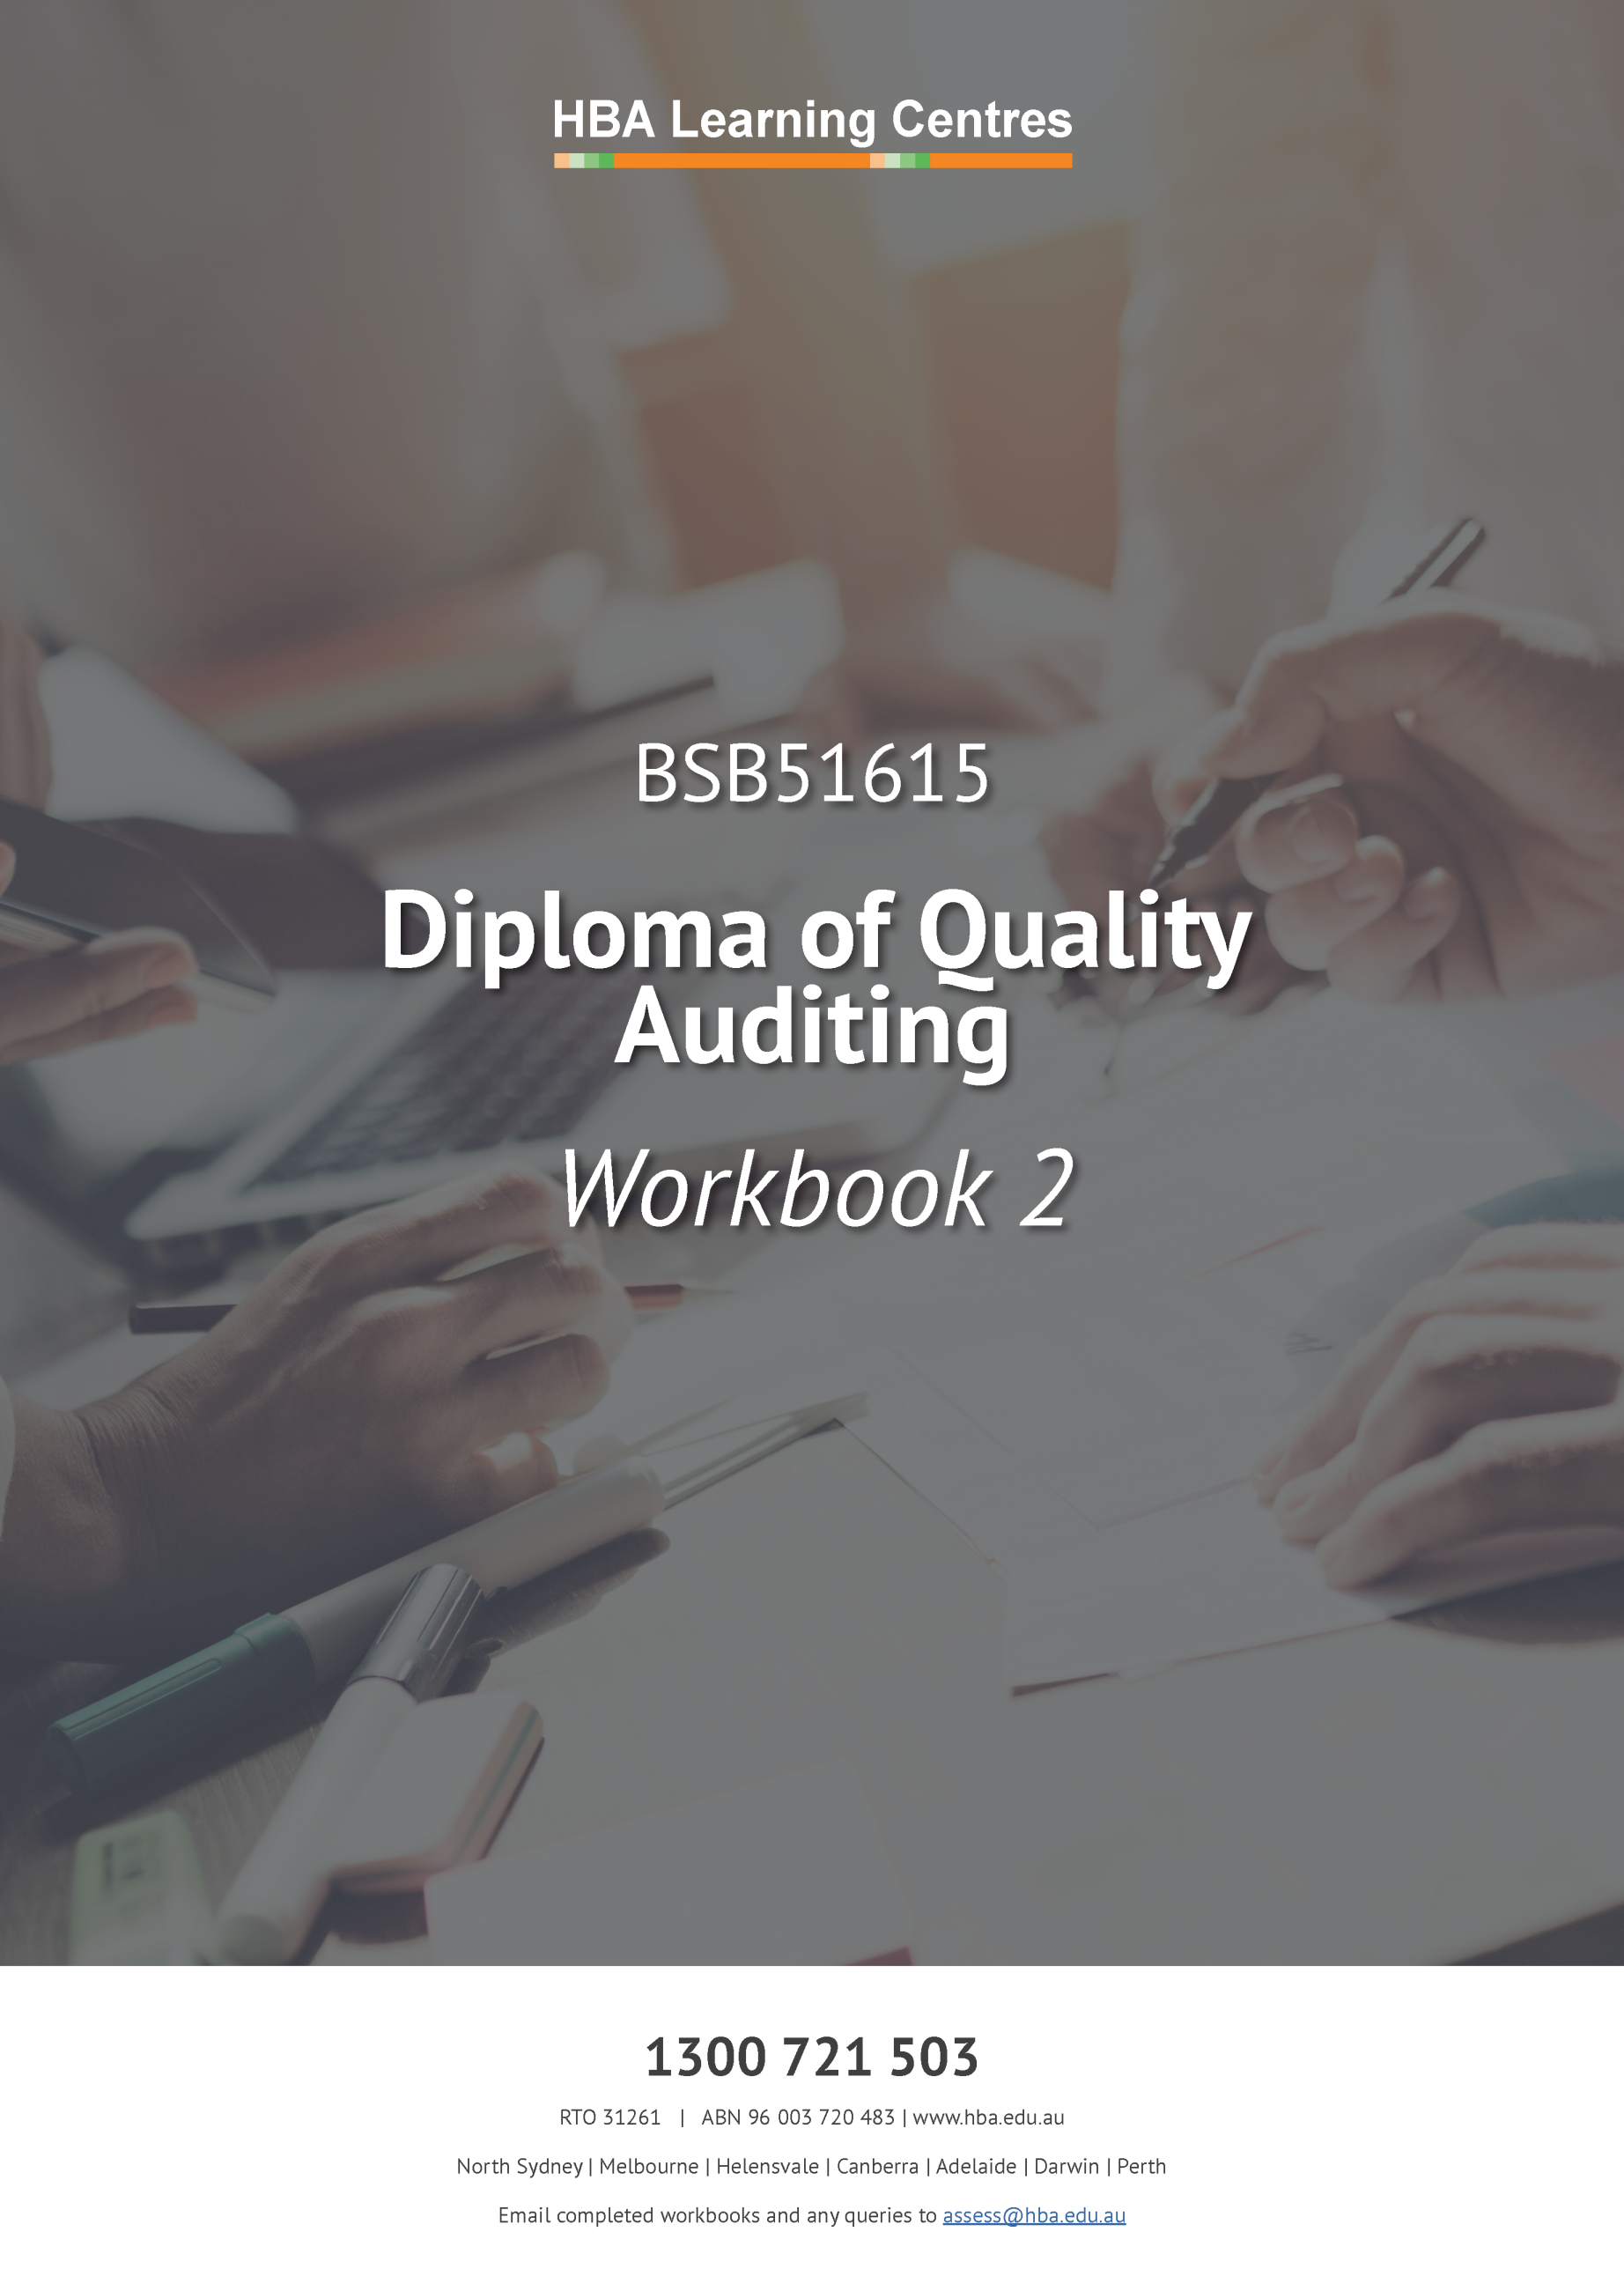 HBA Learning Centres
BSB51615
Diploma of Quality
Auditing
Workbook 2
1300 721 503
RTO 31261 | ABN 96 003 720 483 | www.hba.edu.au
North Sydney | Melbourne | Helensvale | Canberra | Adelaide | Darwin | Perth
Email completed workbooks and any queries to assess@hba.edu.au